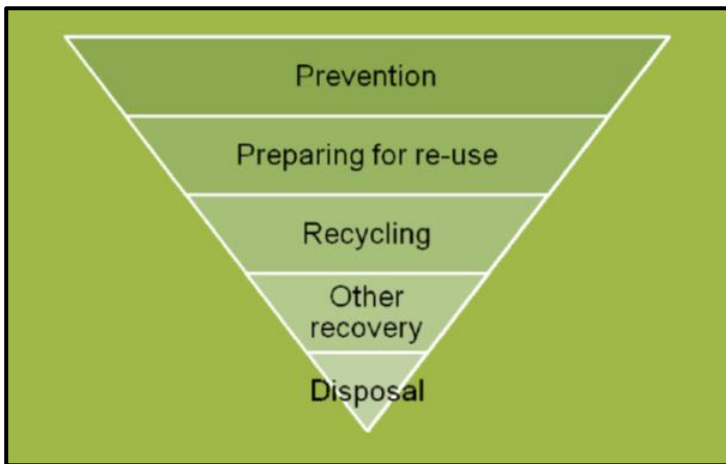 Prevention
Preparing for re-use
Recycling
Other
recovery
Disposal